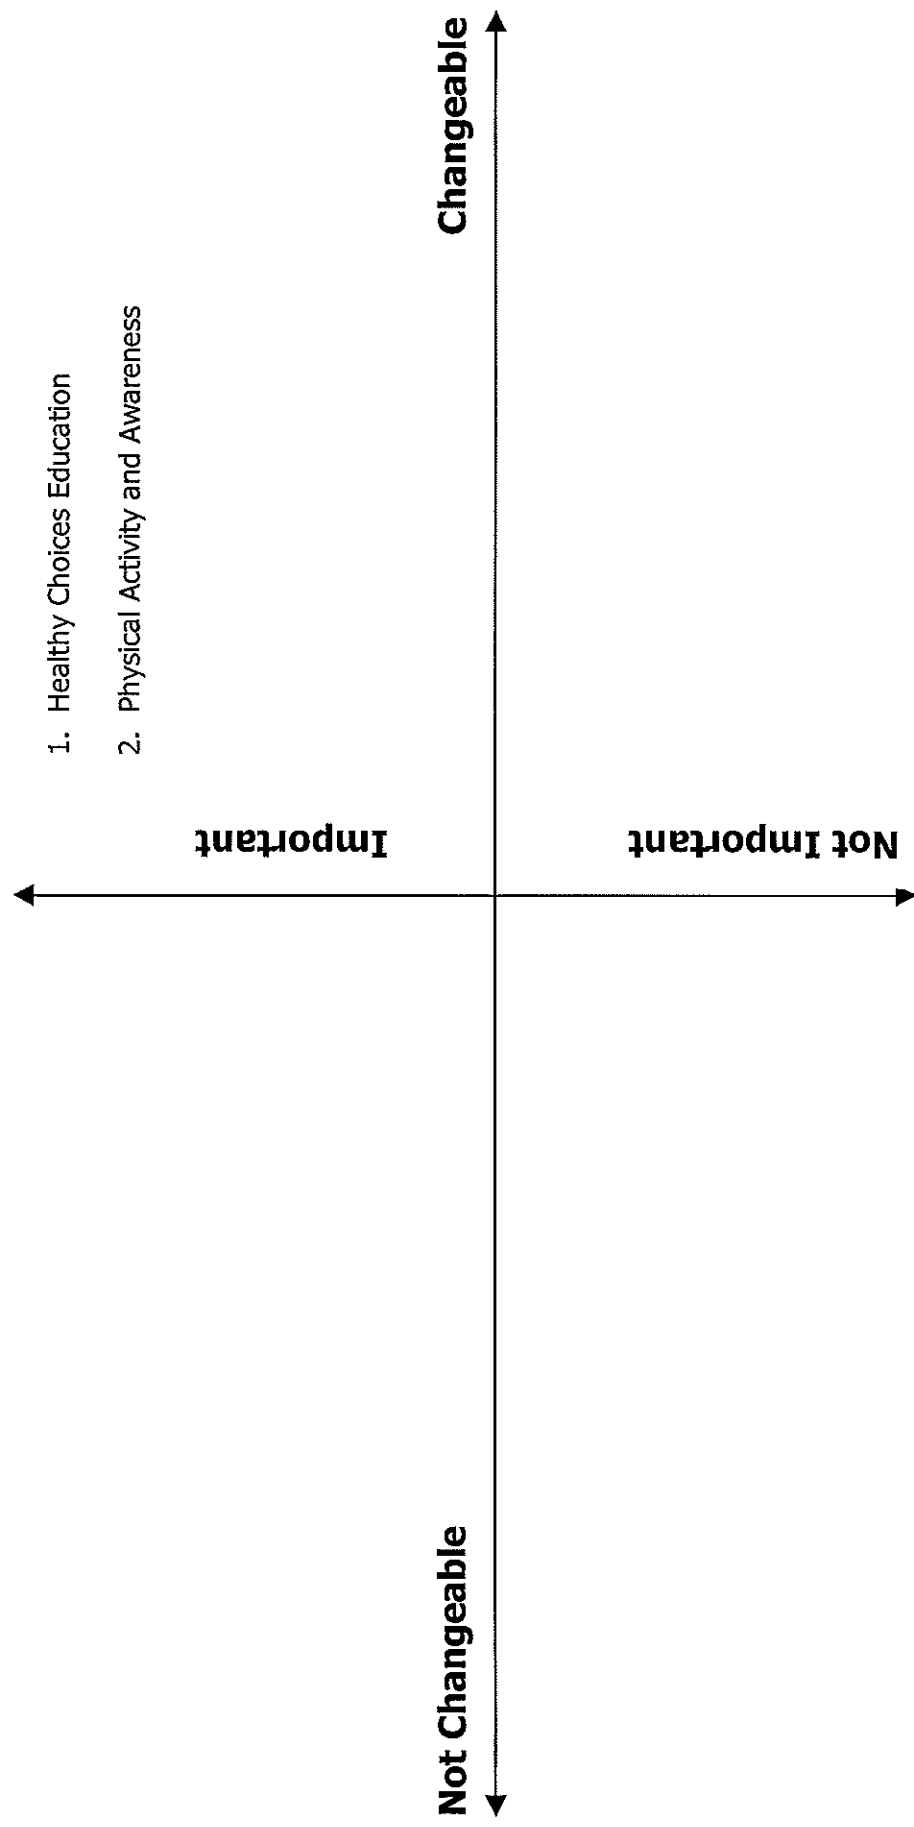 1. Healthy Choices Education
2. Physical Activity and Awareness
Important
Not Changeable
Changeable
Not Important